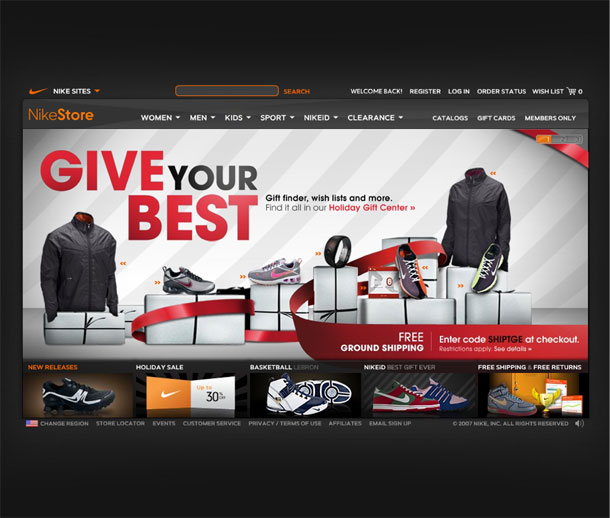 NIKE SITES
SEARCH
WELCOME BACK! REGISTER LOG IN ORDER STATUS WISH LIST 0
NikeStore
WOMEN MEN KIDS SPORT NIKEID CLEARANCE
CATALOGS GIFT CARDS MEMBERS ONLY
GIVE YOUR
BEST
Gift finder, wish lists and more.
Find it all in our Holiday Gift Center »
FREE
GROUND SHIPPING
Enter code SHIPTGE at checkout.
Restrictions apply. See details »
NEW RELEASES
HOLIDAY SALE
Up to
30% OFF
BASKETBALL LEBRON
NIKEiD BEST GIFT EVER
FREE SHIPPING & FREE RETURNS
CHANGE REGION STORE LOCATOR EVENTS CUSTOMER SERVICE PRIVACY / TERMS OF USE AFFILIATES EMAIL SIGN UP
© 2007 NIKE, INC. ALL RIGHTS RESERVED